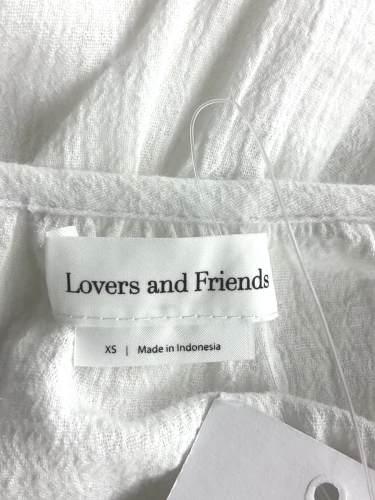 Lovers and Friends
XS | Made in Indonesia